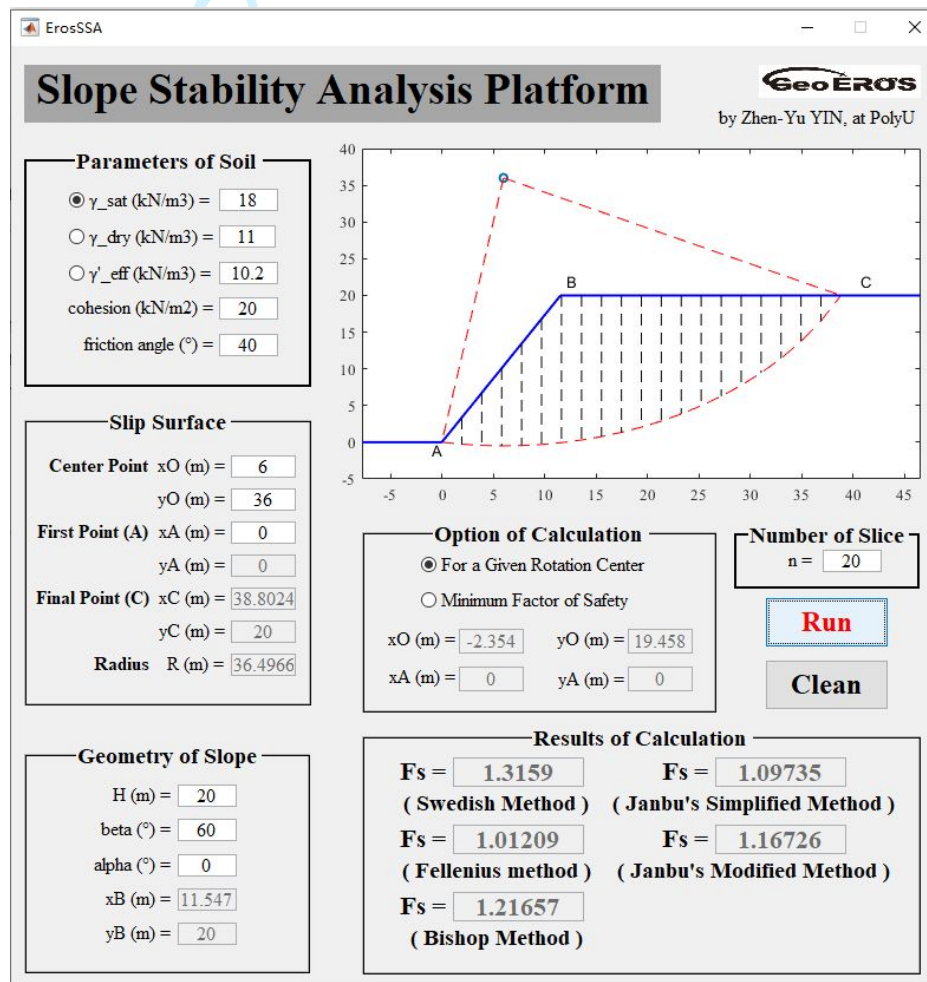 ErosSSA
Slope Stability Analysis Platform
GeoEROS
by Zhen-Yu YIN, at PolyU
Parameters of Soil
γ_sat (kN/m3) = 18
γ_dry (kN/m3) = 11
γ'_eff (kN/m3) = 10.2
cohesion (kN/m2) = 20
friction angle (°) = 40
40
35
30
25
20
15
10
5
0
-5
B
C
A
-5 0 5 10 15 20 25 30 35 40 45
Slip Surface
Center Point xO (m) = 6
yO (m) = 36
First Point (A) xA (m) = 0
yA (m) = 0
Final Point (C) xC (m) = 38.8024
yC (m) = 20
Radius R (m) = 36.4966
Option of Calculation
For a Given Rotation Center
Minimum Factor of Safety
xO (m) = -2.354 yO (m) = 19.458
xA (m) = 0 yA (m) = 0
Number of Slice
n = 20
Run
Clean
Geometry of Slope
H (m) = 20
beta (°) = 60
alpha (°) = 0
xB (m) = 11.547
yB (m) = 20
Results of Calculation
Fs = 1.3159 Fs = 1.09735
( Swedish Method ) ( Janbu's Simplified Method )
Fs = 1.01209 Fs = 1.16726
( Fellenius method ) ( Janbu's Modified Method )
Fs = 1.21657
( Bishop Method )